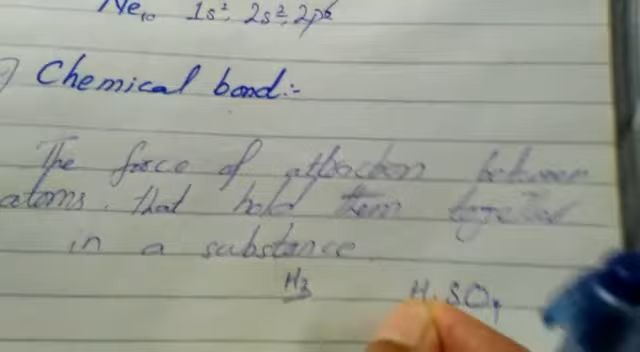 Ne₁₀ 1s², 2s², 2p⁶
Chemical bond:-
The force of attraction between
atoms. that hold them together
in a substance.
H₂ H₂SO₄